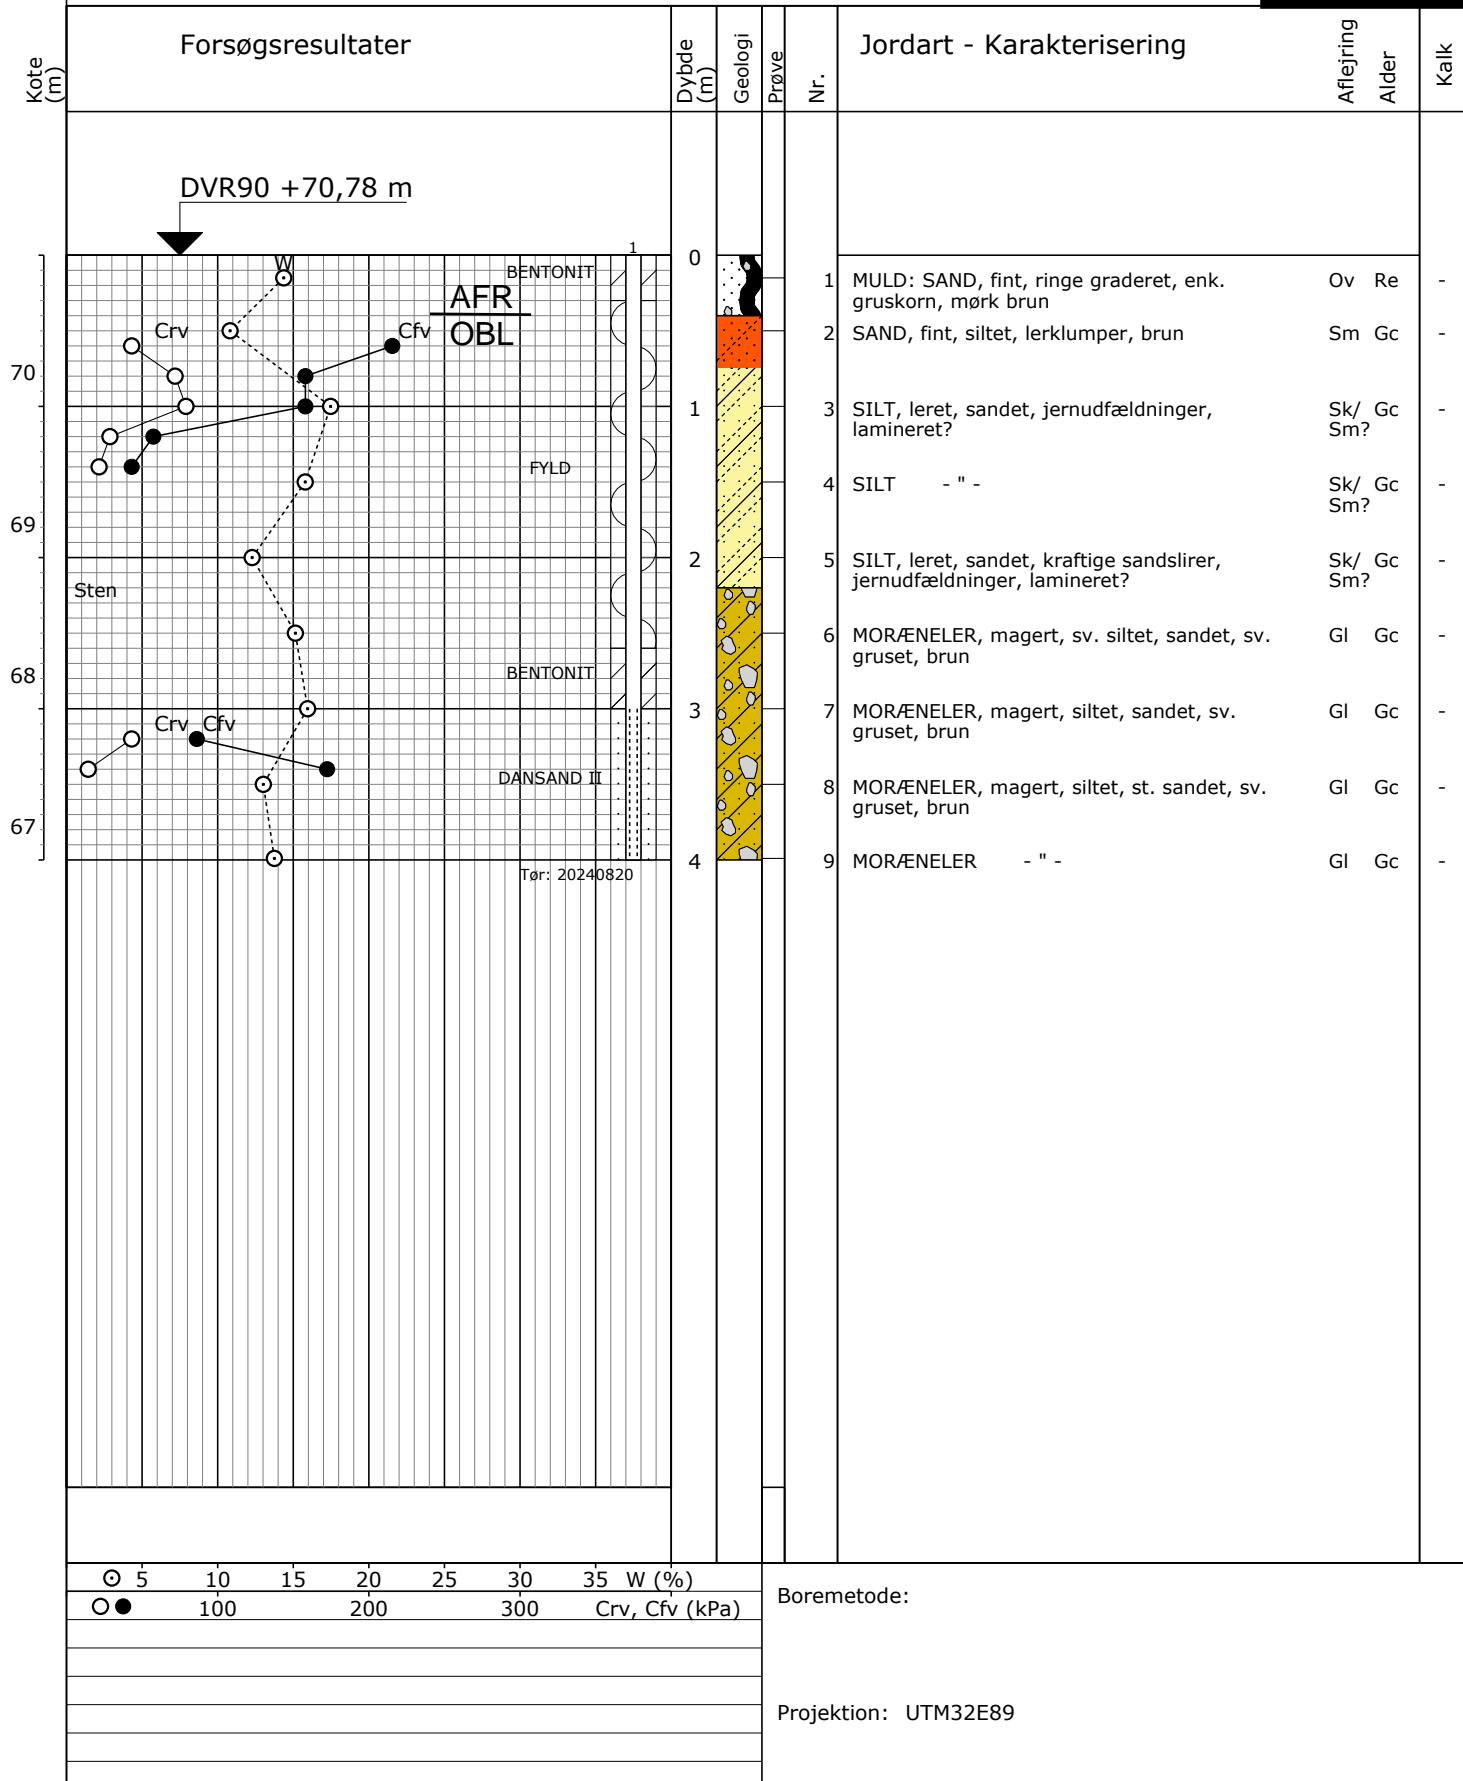 Kote (m)
Forsøgsresultater
Dybde (m)
Geologi
Prøve
Nr.
Jordart - Karakterisering
Aflejring
Alder
Kalk
DVR90 +70,78 m
1
0
W
BENTONIT
1 MULD: SAND, fint, ringe graderet, enk. Ov Re -
gruskorn, mørk brun
AFR
Crv Cfv OBL
2 SAND, fint, siltet, lerklumper, brun Sm Gc -
70
1
3 SILT, leret, sandet, jernudfældninger, Sk/ Gc -
lamineret? Sm?
FYLD
4 SILT - " - Sk/ Gc -
Sm?
69
2
5 SILT, leret, sandet, kraftige sandslirer, Sk/ Gc -
jernudfældninger, lamineret? Sm?
Sten
6 MORÆNELER, magert, sv. siltet, sandet, sv. Gl Gc -
gruset, brun
68
BENTONIT
3
7 MORÆNELER, magert, siltet, sandet, sv. Gl Gc -
gruset, brun
Crv Cfv
DANSAND II
8 MORÆNELER, magert, siltet, st. sandet, sv. Gl Gc -
gruset, brun
67
4
9 MORÆNELER - " - Gl Gc -
Tør: 20240820
5 10 15 20 25 30 35 W (%)
100 200 300 Crv, Cfv (kPa)
Boremetode:
Projektion: UTM32E89